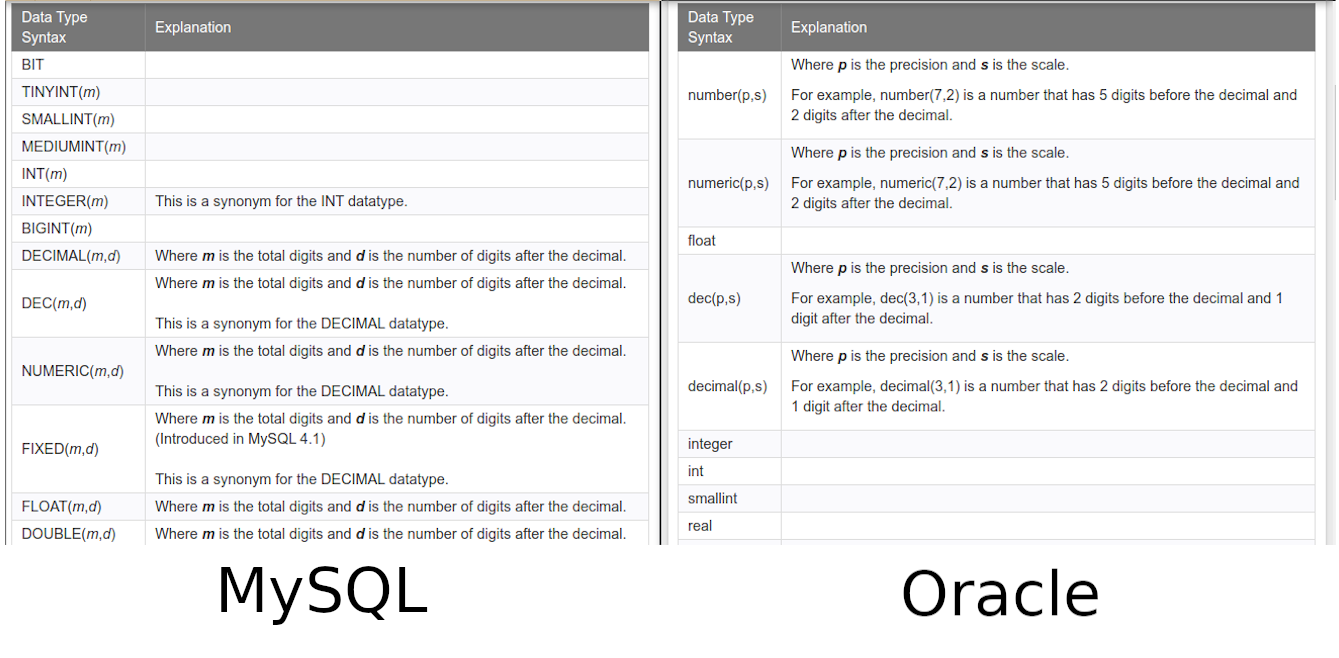 Data Type
Syntax
Explanation
BIT
TINYINT(m)
SMALLINT(m)
MEDIUMINT(m)
INT(m)
INTEGER(m)
This is a synonym for the INT datatype.
BIGINT(m)
DECIMAL(m,d)
Where m is the total digits and d is the number of digits after the decimal.
DEC(m,d)
Where m is the total digits and d is the number of digits after the decimal.
This is a synonym for the DECIMAL datatype.
NUMERIC(m,d)
Where m is the total digits and d is the number of digits after the decimal.
This is a synonym for the DECIMAL datatype.
FIXED(m,d)
Where m is the total digits and d is the number of digits after the decimal.
(Introduced in MySQL 4.1)
This is a synonym for the DECIMAL datatype.
FLOAT(m,d)
Where m is the total digits and d is the number of digits after the decimal.
DOUBLE(m,d)
Where m is the total digits and d is the number of digits after the decimal.
MySQL
Data Type
Syntax
Explanation
number(p,s)
Where p is the precision and s is the scale.
For example, number(7,2) is a number that has 5 digits before the decimal and
2 digits after the decimal.
numeric(p,s)
Where p is the precision and s is the scale.
For example, numeric(7,2) is a number that has 5 digits before the decimal and
2 digits after the decimal.
float
dec(p,s)
Where p is the precision and s is the scale.
For example, dec(3,1) is a number that has 2 digits before the decimal and 1
digit after the decimal.
decimal(p,s)
Where p is the precision and s is the scale.
For example, decimal(3,1) is a number that has 2 digits before the decimal and
1 digit after the decimal.
integer
int
smallint
real
Oracle